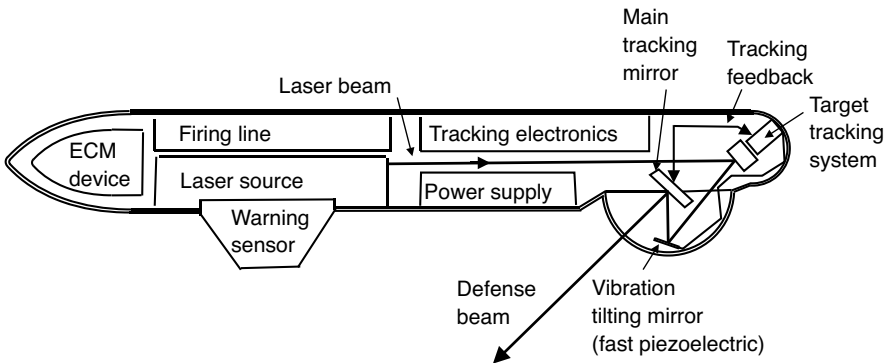 Main
tracking
mirror
Tracking
feedback
Laser beam
Target
tracking
system
Firing line
Tracking electronics
ECM
device
Laser source
Power supply
Warning
sensor
Defense
beam
Vibration
tilting mirror
(fast piezoelectric)